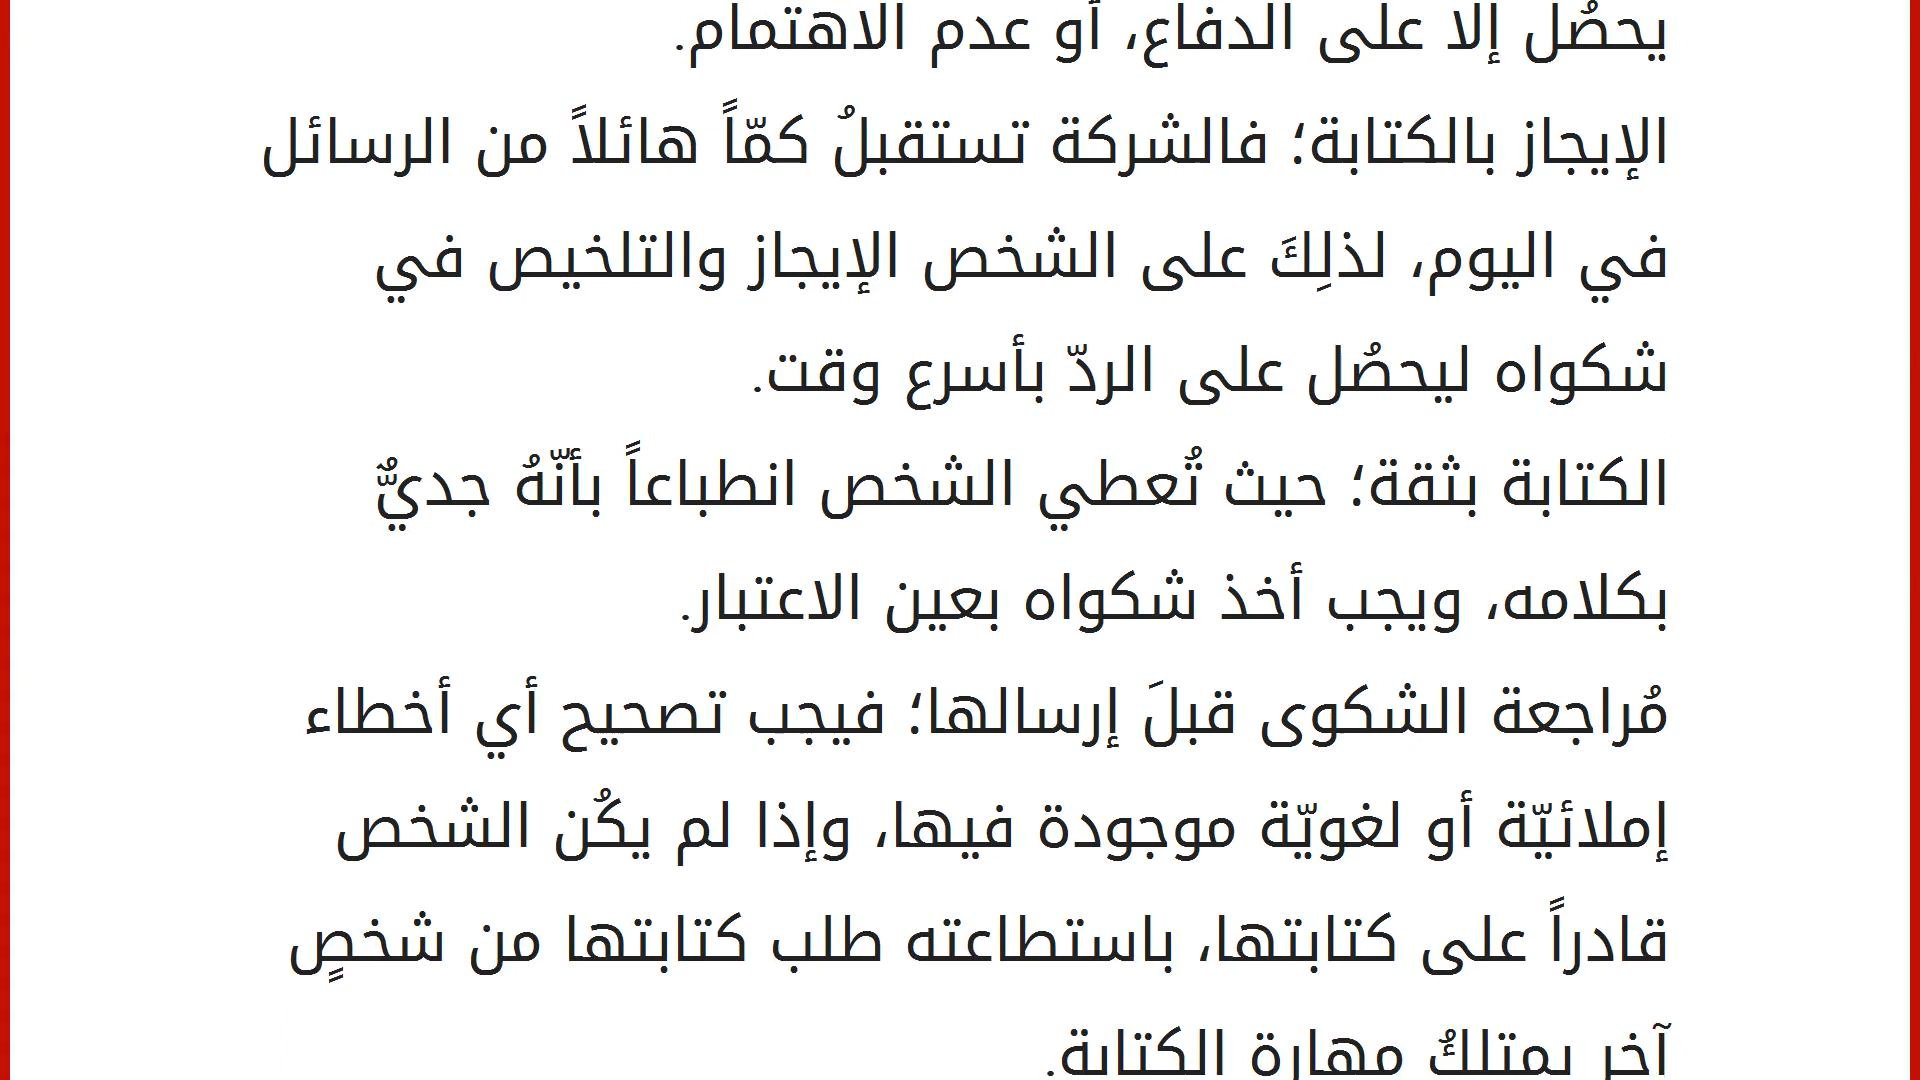 يحصُل إلا على الدفاع، أو عدم الاهتمام.
الإيجاز بالكتابة؛ فالشركة تستقبلُ كمّاً هائلاً من الرسائل
في اليوم، لذلِكَ على الشخص الإيجاز والتلخيص في
شكواه ليحصُل على الردّ بأسرع وقت.
الكتابة بثقة؛ حيث تُعطي الشخص انطباعاً بأنّهُ جديٌّ
بكلامه، ويجب أخذ شكواه بعين الاعتبار.
مُراجعة الشكوى قبلَ إرسالها؛ فيجب تصحيح أي أخطاء
إملائيّة أو لغويّة موجودة فيها، وإذا لم يكُن الشخص
قادراً على كتابتها، باستطاعته طلب كتابتها من شخصٍ
آخر يمتلكُ مهارة الكتابة.